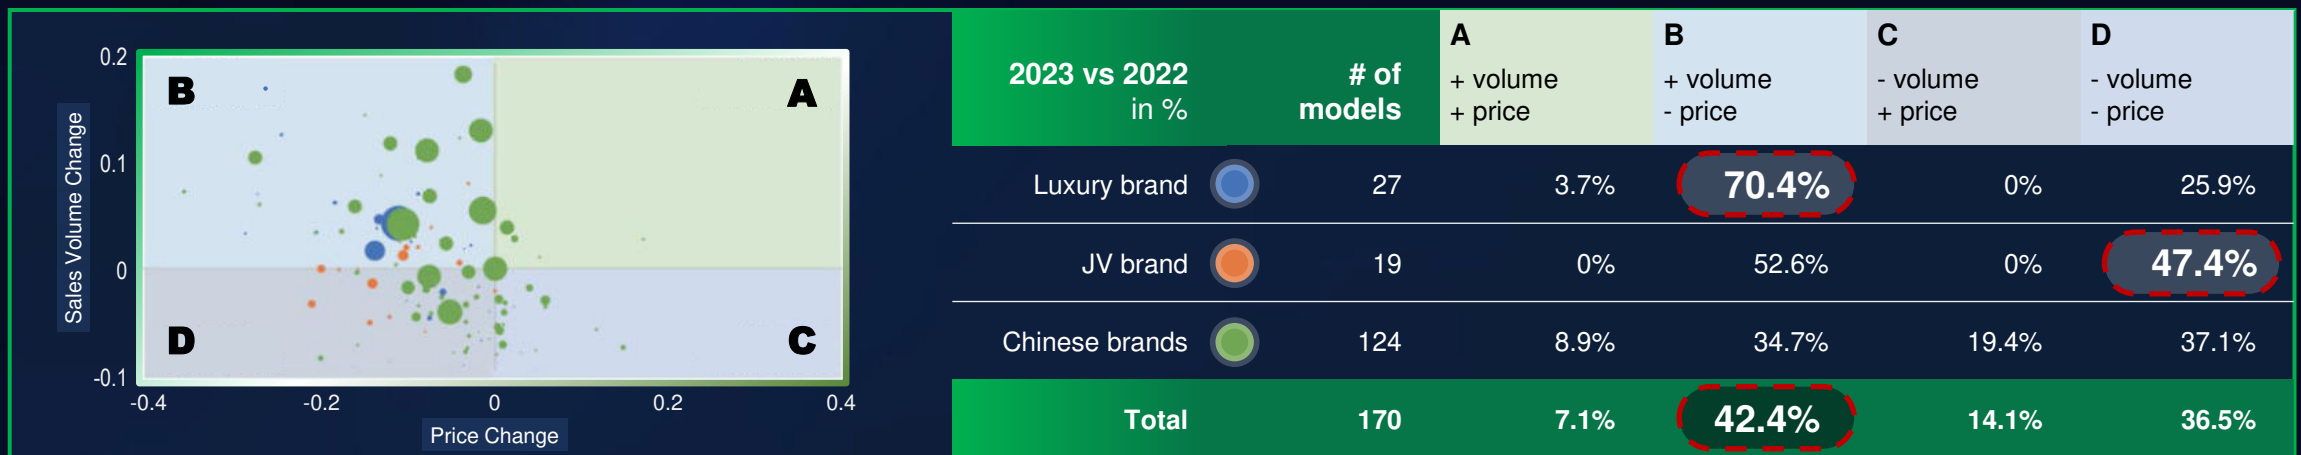 0.2
0.1
0
-0.1
Sales Volume Change
B
A
D
C
-0.4
-0.2
0
0.2
0.4
Price Change
2023 vs 2022
in %
# of
models
A
+ volume
+ price
B
+ volume
- price
C
- volume
+ price
D
- volume
- price
Luxury brand 27 3.7% 70.4% 0% 25.9%
JV brand 19 0% 52.6% 0% 47.4%
Chinese brands 124 8.9% 34.7% 19.4% 37.1%
Total 170 7.1% 42.4% 14.1% 36.5%